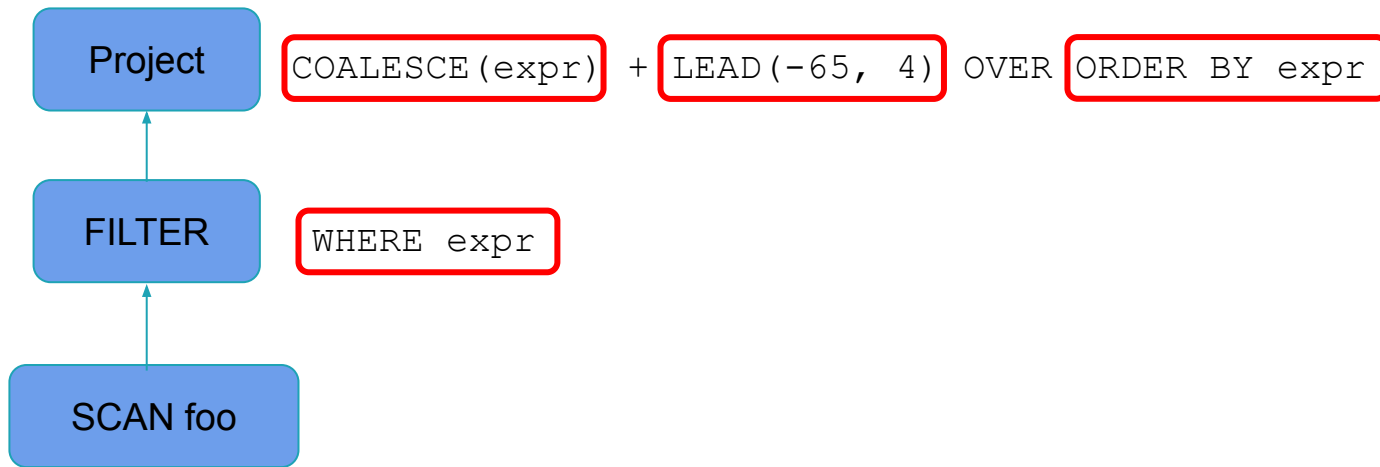 Project COALESCE(expr) + LEAD(-65, 4) OVER ORDER BY expr
FILTER WHERE expr
SCAN foo